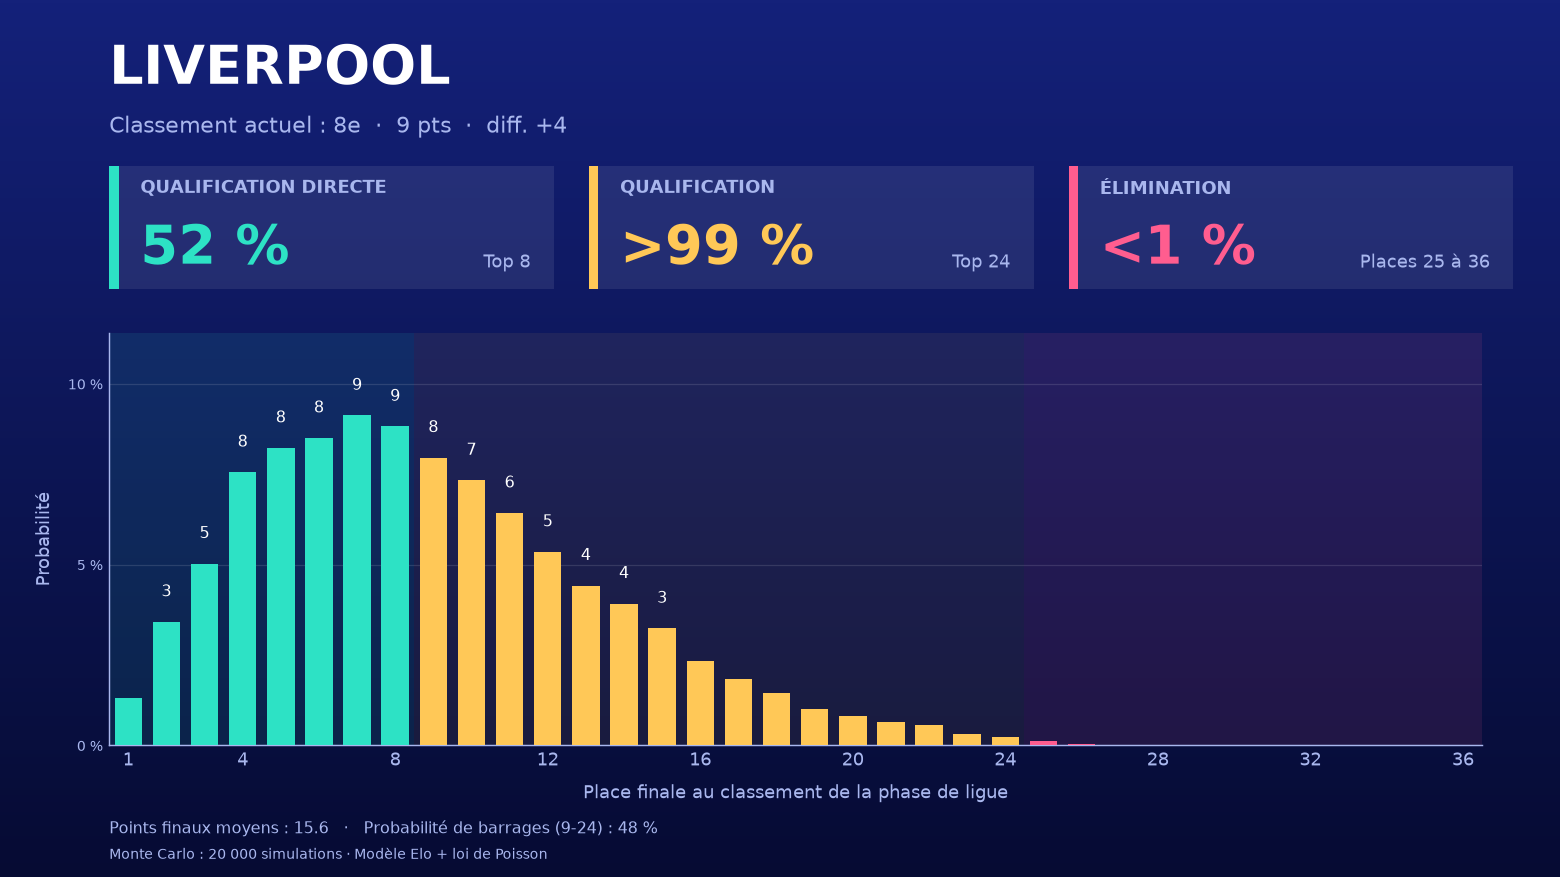 LIVERPOOL
Classement actuel : 8e · 9 pts · diff. +4
QUALIFICATION DIRECTE
52 %
Top 8
QUALIFICATION
>99 %
Top 24
ÉLIMINATION
<1 %
Places 25 à 36
Probabilité
10 %
5 %
0 %
3
5
8
8
8
9
9
8
7
6
5
4
4
3
1 4 8 12 16 20 24 28 32 36
Place finale au classement de la phase de ligue
Points finaux moyens : 15.6 · Probabilité de barrages (9-24) : 48 %
Monte Carlo : 20 000 simulations · Modèle Elo + loi de Poisson